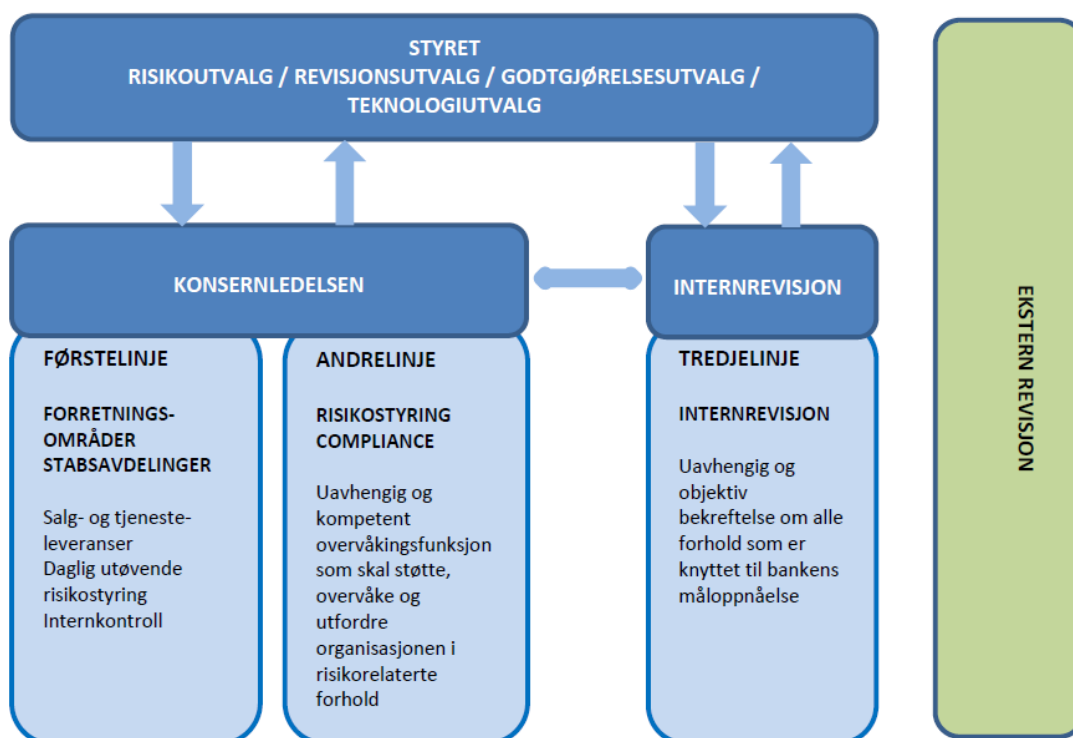 STYRET
RISIKOUTVALG / REVISJONSUTVALG / GODTGJØRELSESUTVALG /
TEKNOLOGIUTVALG
KONSERNLEDELSEN
INTERNREVISJON
FØRSTELINJE
FORRETNINGS-
OMRÅDER
STABSAVDELINGER
Salg- og tjeneste-
leveranser
Daglig utøvende
risikostyring
Internkontroll
ANDRELINJE
RISIKOSTYRING
COMPLIANCE
Uavhengig og
kompetent
overvåkingsfunksjon
som skal støtte,
overvåke og
utfordre
organisasjonen i
risikorelaterte
forhold
TREDJELINJE
INTERNREVISJON
Uavhengig og
objektiv
bekreftelse om alle
forhold som er
knyttet til bankens
måloppnåelse
EKSTERN REVISJON